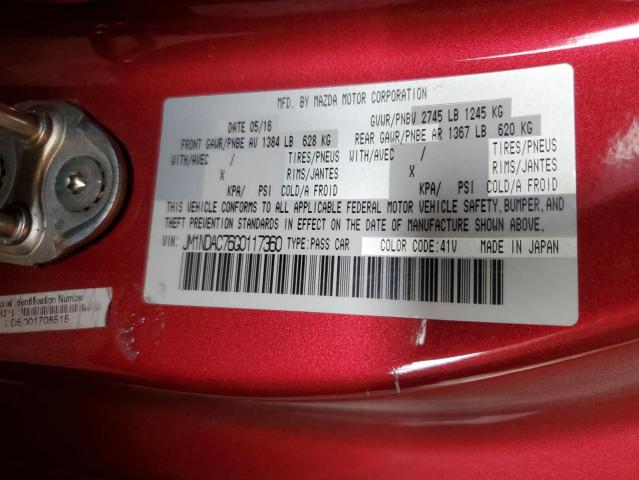 MFD. BY MAZDA MOTOR CORPORATION
DATE 05/16 GVWR/PNBV 2745 LB 1245 KG
FRONT GAWR/PNBE AV 1384 LB 628 KG REAR GAWR/PNBE AR 1367 LB 620 KG
WITH/AVEC / TIRES/PNEUS WITH/AVEC / TIRES/PNEUS
X RIMS/JANTES X RIMS/JANTES
KPA/ PSI COLD/A FROID KPA/ PSI COLD/A FROID
THIS VEHICLE CONFORMS TO ALL APPLICABLE FEDERAL MOTOR VEHICLE SAFETY, BUMPER, AND
THEFT PREVENTION STANDARDS IN EFFECT ON THE DATE OF MANUFACTURE SHOWN ABOVE.
VIN: JM1NDAC75G0117360 TYPE: PASS CAR COLOR CODE: 41V MADE IN JAPAN
Identification Number